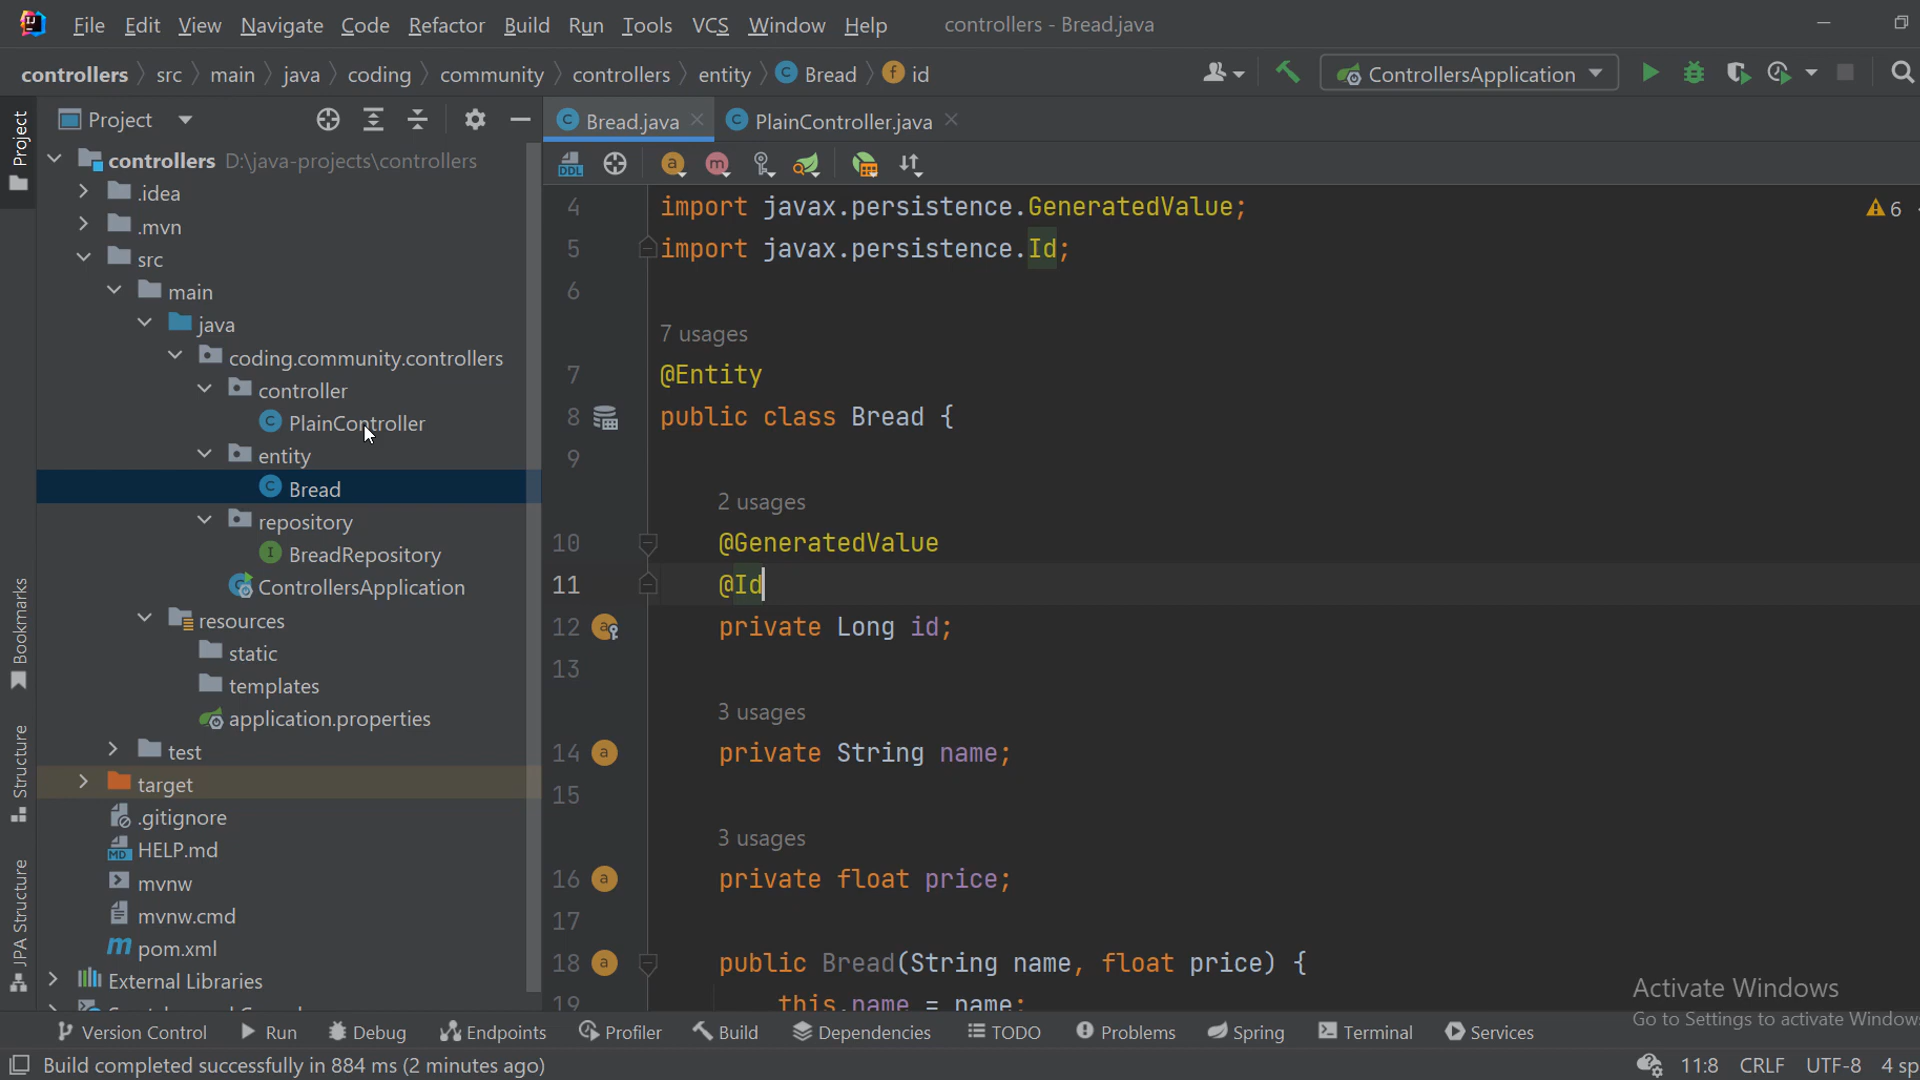 File Edit View Navigate Code Refactor Build Run Tools VCS Window Help controllers - Bread.java
controllers src main java coding community controllers entity Bread id ControllersApplication
Project
Bread.java PlainController.java
Project
controllers D:\java-projects\controllers
.idea
.mvn
src
main
java
coding.community.controllers
controller
PlainController
entity
Bread
repository
BreadRepository
ControllersApplication
resources
static
templates
application.properties
test
target
.gitignore
HELP.md
mvnw
mvnw.cmd
pom.xml
External Libraries
Bookmarks
Structure
JPA Structure
DDL
4 import javax.persistence.GeneratedValue;
5 import javax.persistence.Id;
6
7 usages
7 @Entity
8 public class Bread {
9
2 usages
10 @GeneratedValue
11 @Id
12 private Long id;
13
3 usages
14 private String name;
15
3 usages
16 private float price;
17
18 public Bread(String name, float price) {
19 this.name = name;
6
Activate Windows
Go to Settings to activate Windows
Version Control Run Debug Endpoints Profiler Build Dependencies TODO Problems Spring Terminal Services
Build completed successfully in 884 ms (2 minutes ago) 11:8 CRLF UTF-8 4 sp